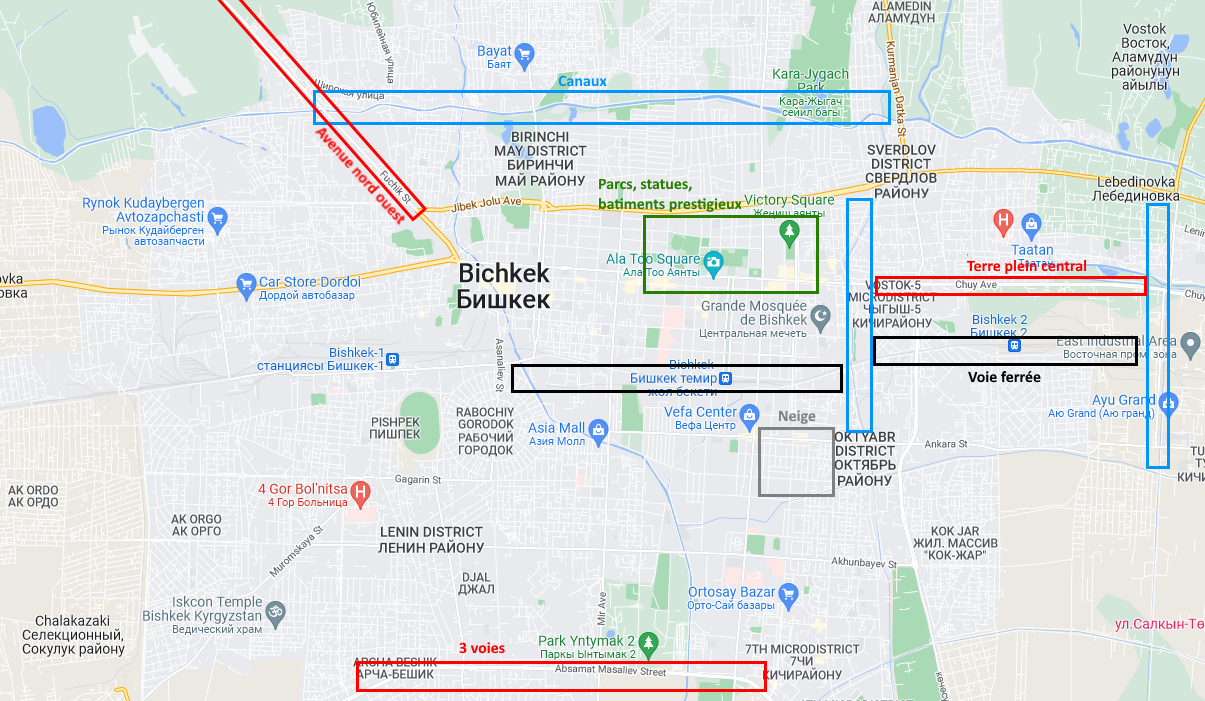 ALAMEDIN
АЛАМҮДҮН
Юбилейная улица
Vostok
Восток,
Аламүдүн
районунун
айылы
Bayat
Баят
Kurmanjan-Datka St
Canaux
Kara-Jygach
Park
Кара-Жыгач
сейил багы
Широкая улица
BIRINCHI
MAY DISTRICT
БИРИНЧИ
МАЙ РАЙОНУ
SVERDLOV
DISTRICT
СВЕРДЛОВ
РАЙОНУ
Avenue nord ouest
Fuchik St
Parcs, statues,
batiments prestigieux
Lebedinovka
Лебединовка
Rynok Kudaybergen
Avtozapchasti
Рынок Кудайберген
автозапчасти
Jibek Jolu Ave
Victory Square
Жеңиш аянты
Taatan
Таатан
Ala Too Square
Ала Тоо Аянты
Terre plein central
Bichkek
Бишкек
Car Store Dordoi
Дордой автобазар
VOSTOK-5
MICRODISTRICT
ЧЫГЫШ-5
КИЧИРАЙОНУ
Chuy Ave
Grande Mosquée
de Bishkek
Центральная мечеть
Bishkek 2
Бишкек 2
East Industrial Area
Восточная пром. зона
Bishkek-1
станциясы Бишкек-1
Asanaliev St
Bishkek
Бишкек темир
жол бекети
Voie ferrée
PISHPEK
ПИШПЕК
RABOCHIY
GORODOK
РАБОЧИЙ
ГОРОДОК
Asia Mall
Азия Молл
Vefa Center
Вефа Центр
Neige
Ayu Grand
Аю Grand (Аю гранд)
OKTYABR
DISTRICT
ОКТЯБРЬ
РАЙОНУ
Ankara St
Gagarin St
AK ORDO
АК ОРДО
4 Gor Bol'nitsa
4 Гор Больница
AK ORGO
АК ОРГО
LENIN DISTRICT
ЛЕНИН РАЙОНУ
Muromskaya St
KOK JAR
ЖИЛ. МАССИВ
"КОК-ЖАР"
Akhunbayev St
DJAL
ДЖАЛ
Mir Ave
Ortosay Bazar
Орто-Сай базары
Iskcon Temple
Bishkek Kyrgyzstan
Ведический храм
Chalakazaki
Селекционный,
Сокулук району
ул.Салкын-Тө
3 voies
Park Yntymak 2
Паркы Ынтымак 2
ARCHA-BESHIK
АРЧА-БЕШИК
Absamat Masaliev Street
7TH MICRODISTRICT
7ЧИ
КИЧИРАЙОНУ